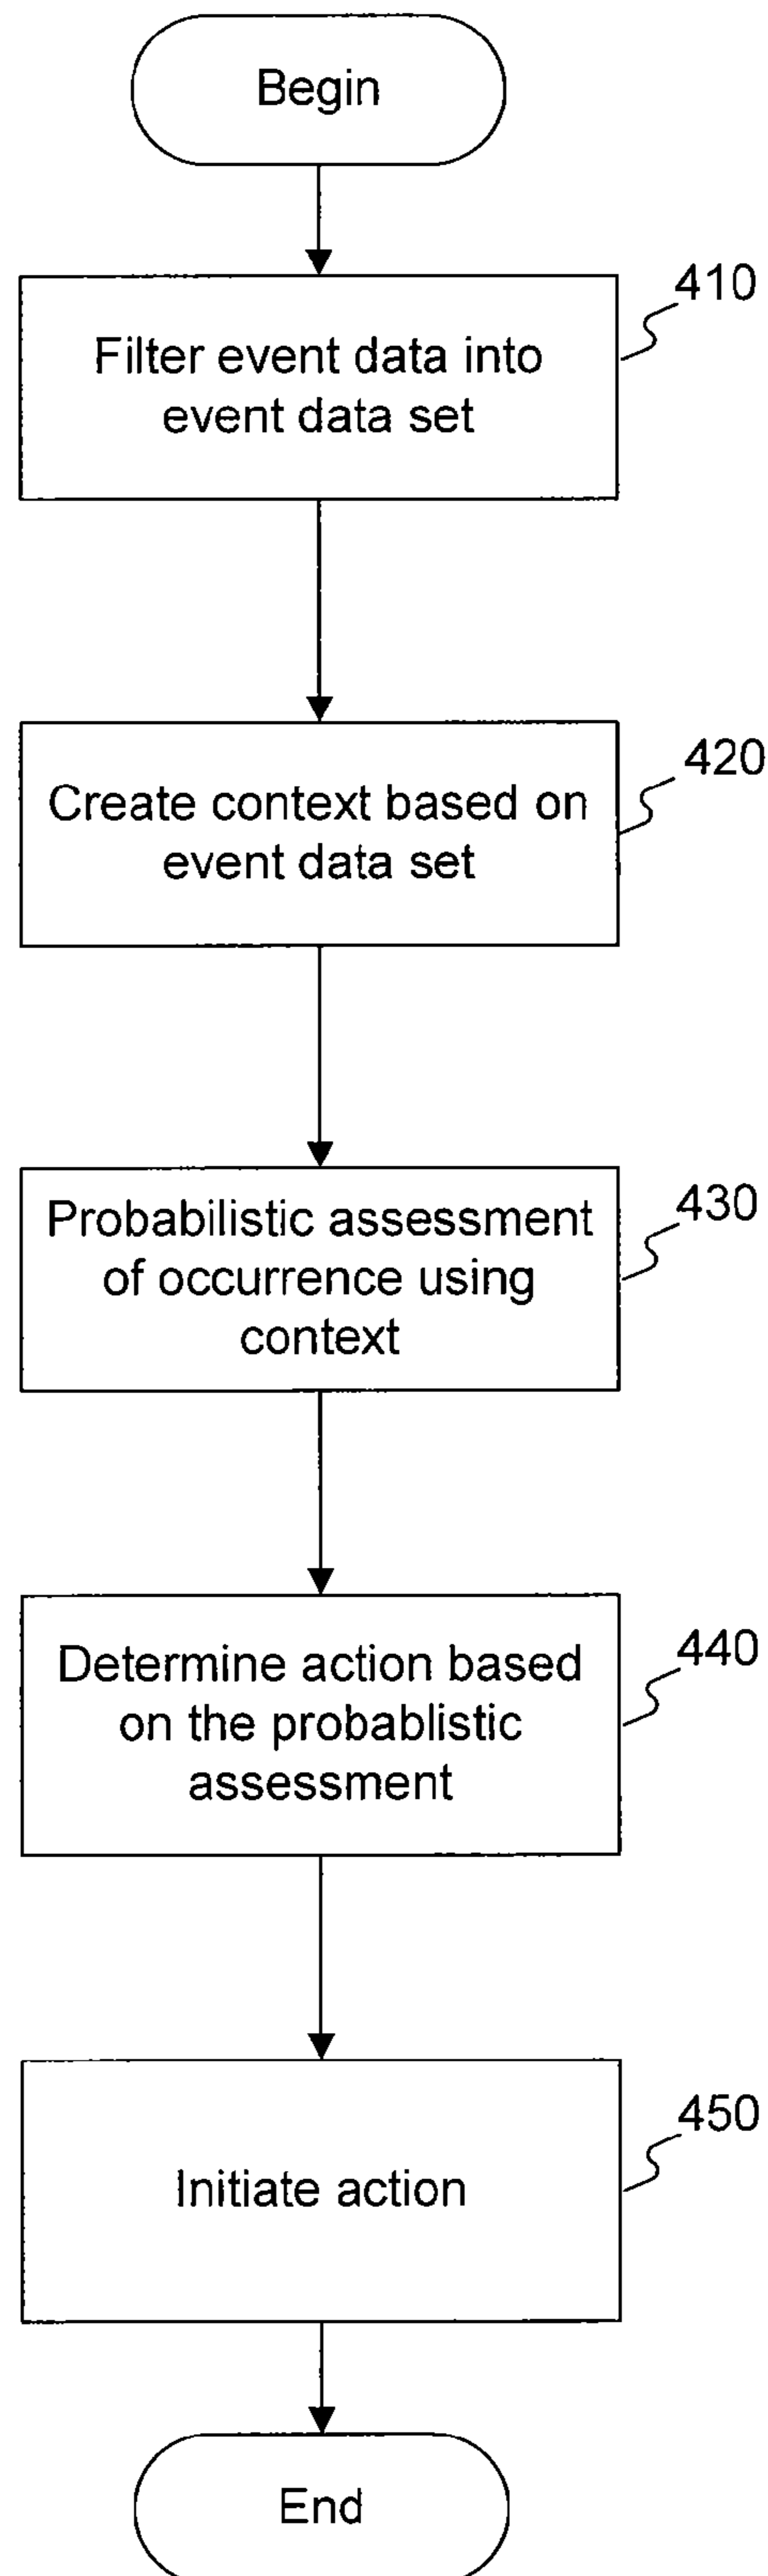 Begin
410
Filter event data into
event data set
420
Create context based on
event data set
430
Probabilistic assessment
of occurrence using
context
440
Determine action based
on the probablistic
assessment
450
Initiate action
End